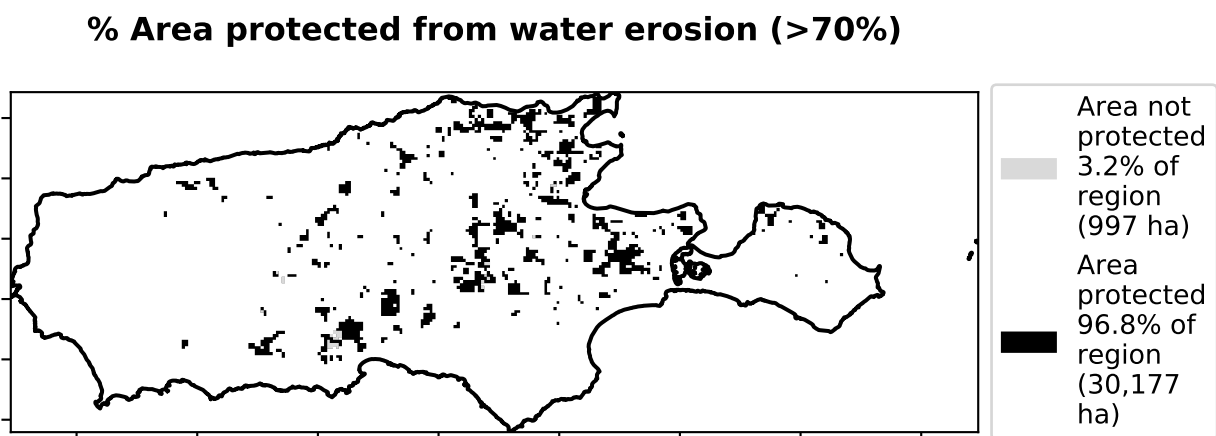 % Area protected from water erosion (>70%)
Area not
protected
3.2% of
region
(997 ha)
Area
protected
96.8% of
region
(30,177
ha)